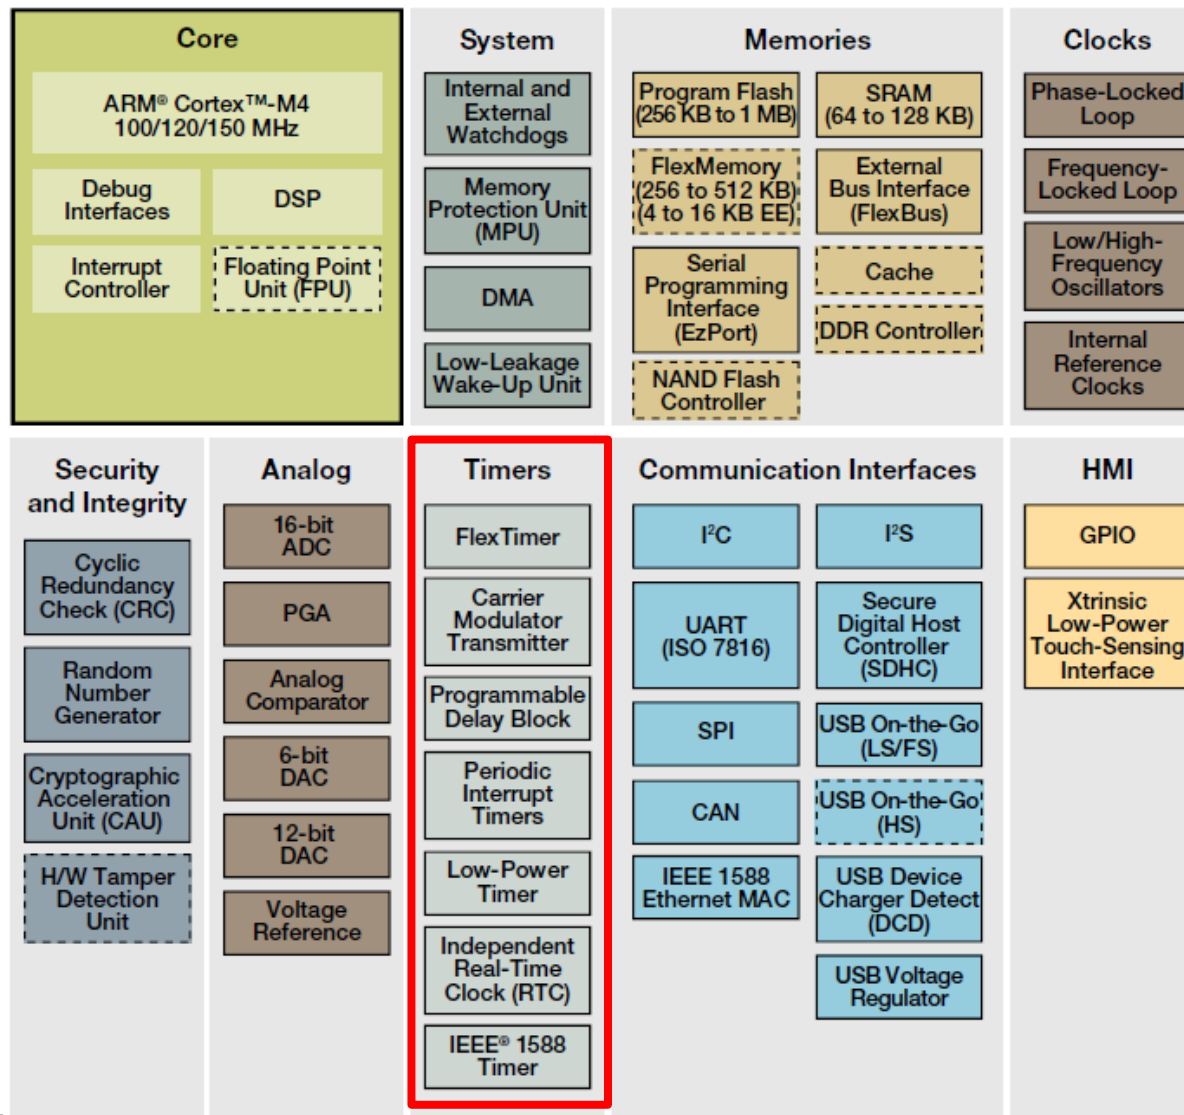 Core
ARM® Cortex™-M4
100/120/150 MHz
Debug
Interfaces
DSP
Interrupt
Controller
Floating Point
Unit (FPU)
System
Internal and
External
Watchdogs
Memory
Protection Unit
(MPU)
DMA
Low-Leakage
Wake-Up Unit
Memories
Program Flash
(256 KB to 1 MB)
SRAM
(64 to 128 KB)
FlexMemory
(256 to 512 KB)
(4 to 16 KB EE)
External
Bus Interface
(FlexBus)
Serial
Programming
Interface
(EzPort)
Cache
DDR Controller
NAND Flash
Controller
Clocks
Phase-Locked
Loop
Frequency-
Locked Loop
Low/High-
Frequency
Oscillators
Internal
Reference
Clocks
Security
and Integrity
Cyclic
Redundancy
Check (CRC)
Random
Number
Generator
Cryptographic
Acceleration
Unit (CAU)
H/W Tamper
Detection
Unit
Analog
16-bit
ADC
PGA
Analog
Comparator
6-bit
DAC
12-bit
DAC
Voltage
Reference
Timers
FlexTimer
Carrier
Modulator
Transmitter
Programmable
Delay Block
Periodic
Interrupt
Timers
Low-Power
Timer
Independent
Real-Time
Clock (RTC)
IEEE® 1588
Timer
Communication Interfaces
I²C
I²S
UART
(ISO 7816)
Secure
Digital Host
Controller
(SDHC)
SPI
USB On-the-Go
(LS/FS)
CAN
USB On-the-Go
(HS)
IEEE 1588
Ethernet MAC
USB Device
Charger Detect
(DCD)
USB Voltage
Regulator
HMI
GPIO
Xtrinsic
Low-Power
Touch-Sensing
Interface